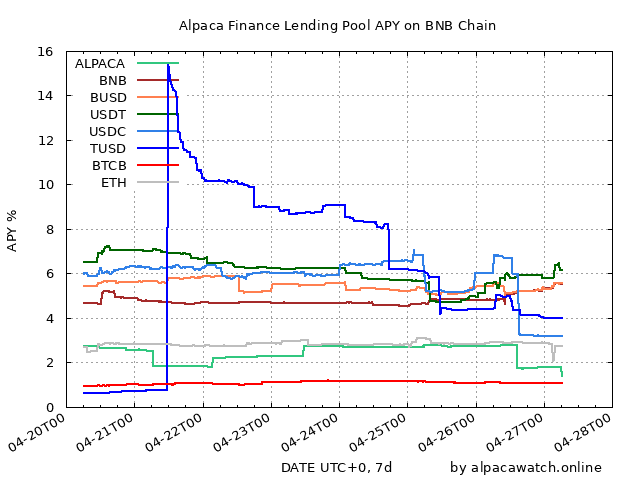 Alpaca Finance Lending Pool APY on BNB Chain
16
14
12
10
8
6
4
2
0
APY %
ALPACA
BNB
BUSD
USDT
USDC
TUSD
BTCB
ETH
04-20T00
04-21T00
04-22T00
04-23T00
04-24T00
04-25T00
04-26T00
04-27T00
04-28T00
DATE UTC+0, 7d
by alpacawatch.online